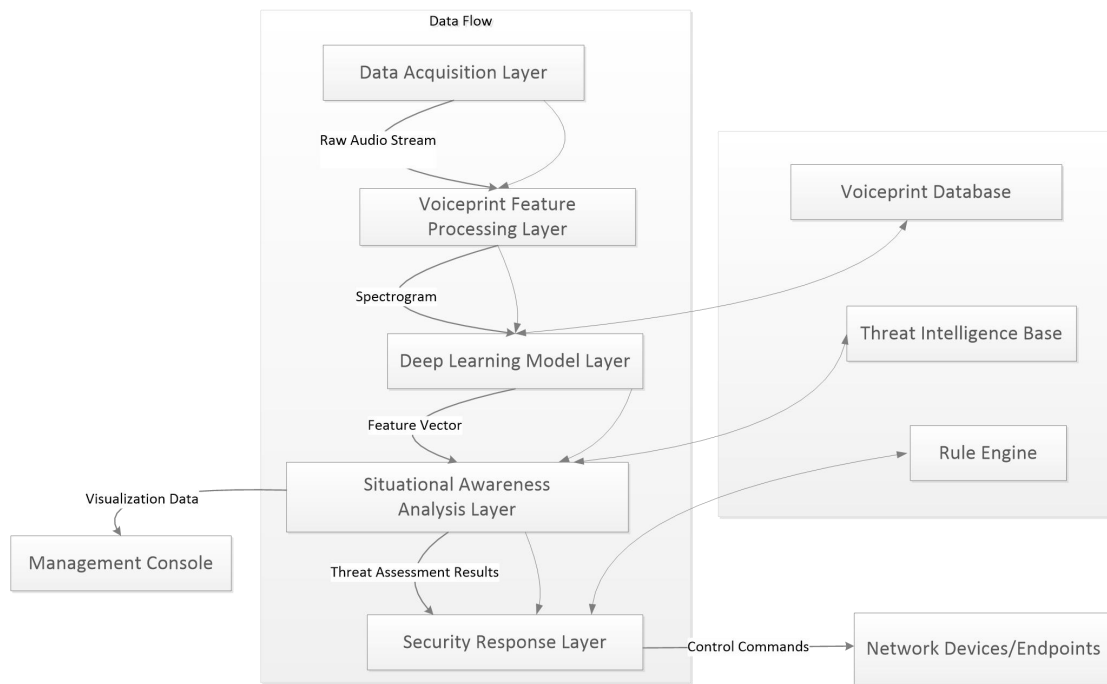 Data Flow
Data Acquisition Layer
Raw Audio Stream
Voiceprint Feature
Processing Layer
Voiceprint Database
Spectrogram
Threat Intelligence Base
Deep Learning Model Layer
Feature Vector
Rule Engine
Situational Awareness
Analysis Layer
Visualization Data
Management Console
Threat Assessment Results
Security Response Layer
Control Commands
Network Devices/Endpoints